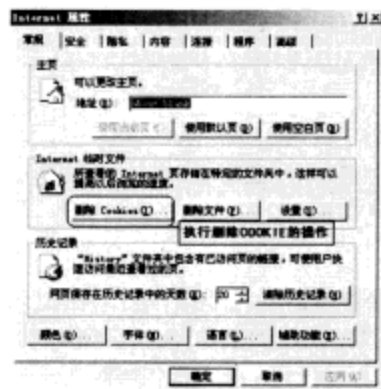 Internet 属性
常规 安全 隐私 内容 连接 程序 高级
主页
可以更改主页。
地址(R):
使用当前页(C) 使用默认页(D) 使用空白页(B)
Internet 临时文件
所查看的 Internet 页存储在特定的文件夹中，这样可以
提高以后浏览的速度。
删除 Cookies(I)... 删除文件(F)... 设置(S)...
执行删除COOKIE的操作
历史记录
“History”文件夹中包含有已访问页的链接，可使用户快
速访问最近查看过的页。
网页保存在历史记录中的天数(K): 20 清除历史记录(H)
颜色(O)... 字体(N)... 语言(L)... 辅助功能(E)...
确定 取消 应用(A)